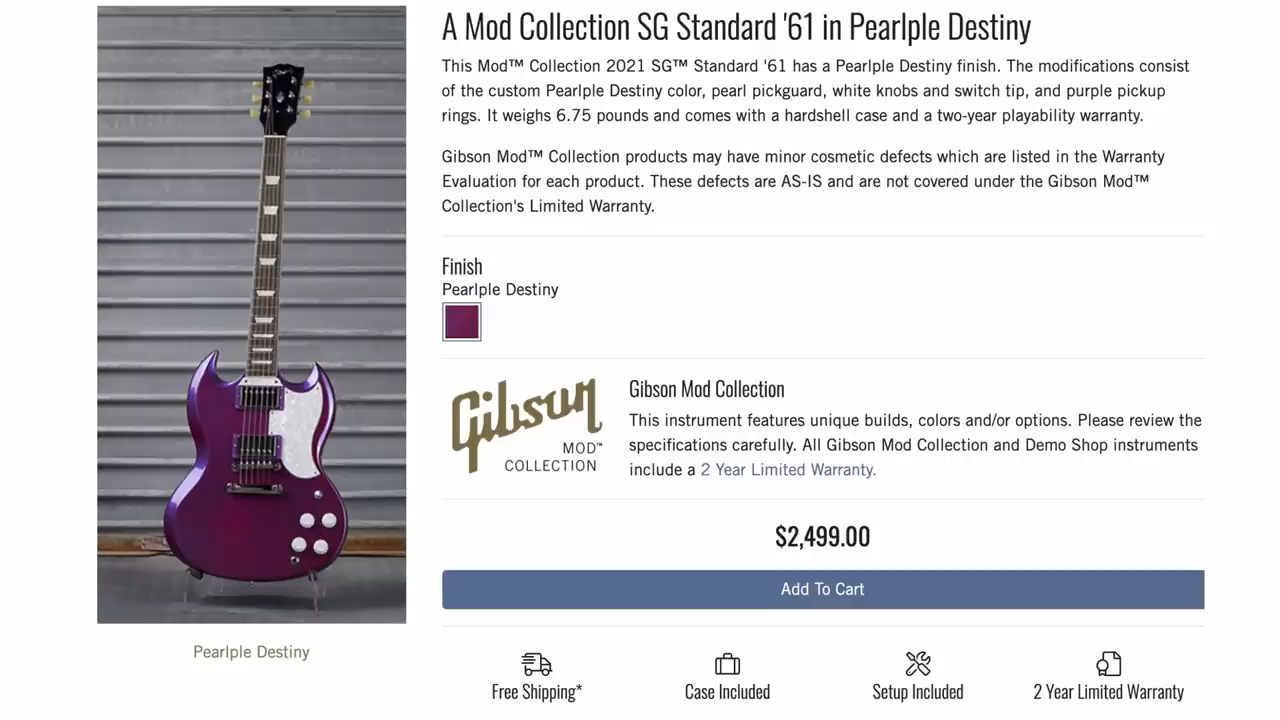 A Mod Collection SG Standard '61 in Pearlple Destiny
This Mod™ Collection 2021 SG™ Standard '61 has a Pearlple Destiny finish. The modifications consist
of the custom Pearlple Destiny color, pearl pickguard, white knobs and switch tip, and purple pickup
rings. It weighs 6.75 pounds and comes with a hardshell case and a two-year playability warranty.
Gibson Mod™ Collection products may have minor cosmetic defects which are listed in the Warranty
Evaluation for each product. These defects are AS-IS and are not covered under the Gibson Mod™
Collection's Limited Warranty.
Finish
Pearlple Destiny
Gibson
MOD™
COLLECTION
Gibson Mod Collection
This instrument features unique builds, colors and/or options. Please review the
specifications carefully. All Gibson Mod Collection and Demo Shop instruments
include a 2 Year Limited Warranty.
$2,499.00
Add To Cart
Pearlple Destiny
Free Shipping*
Case Included
Setup Included
2 Year Limited Warranty